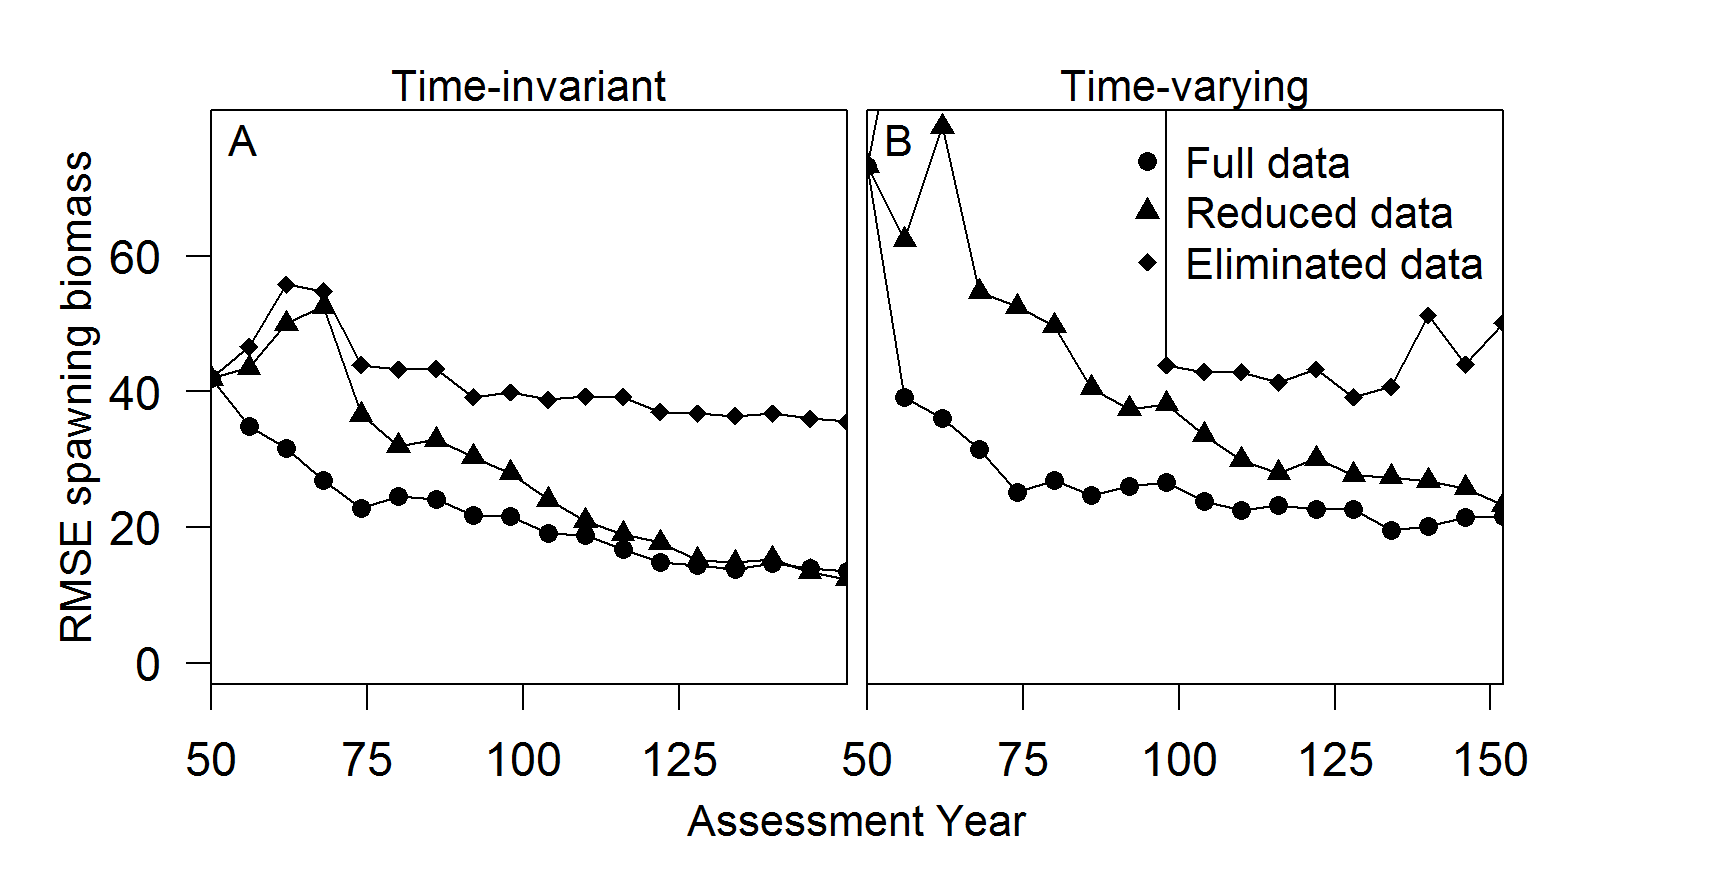 Time-invariant
Time-varying
A
B
Full data
Reduced data
Eliminated data
RMSE spawning biomass
60
40
20
0
50 75 100 125
50 75 100 125 150
Assessment Year